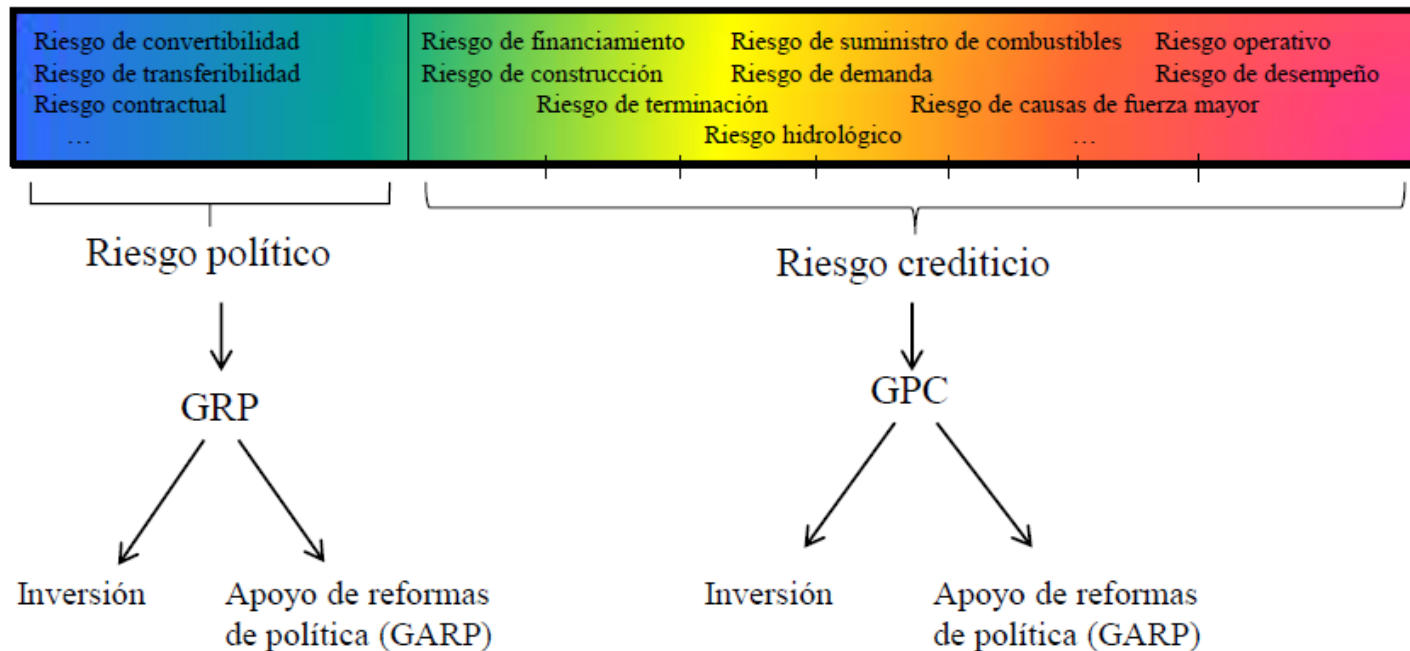 Riesgo de convertibilidad
Riesgo de transferibilidad
Riesgo contractual
…
Riesgo de financiamiento
Riesgo de suministro de combustibles
Riesgo operativo
Riesgo de construcción
Riesgo de demanda
Riesgo de desempeño
Riesgo de terminación
Riesgo de causas de fuerza mayor
Riesgo hidrológico
…
Riesgo político
Riesgo crediticio
GRP
GPC
Inversión
Apoyo de reformas
de política (GARP)
Inversión
Apoyo de reformas
de política (GARP)